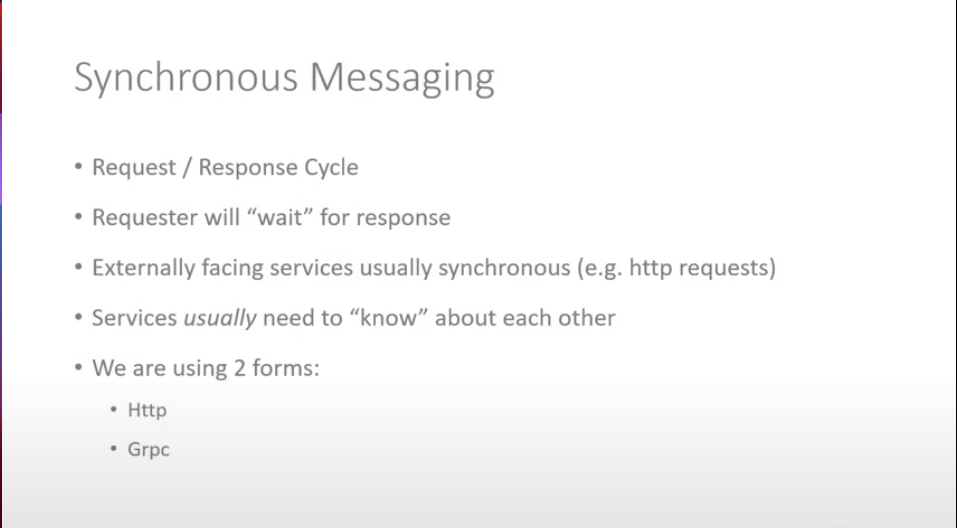 Synchronous Messaging
• Request / Response Cycle
• Requester will “wait” for response
• Externally facing services usually synchronous (e.g. http requests)
• Services usually need to “know” about each other
• We are using 2 forms:
• Http
• Grpc